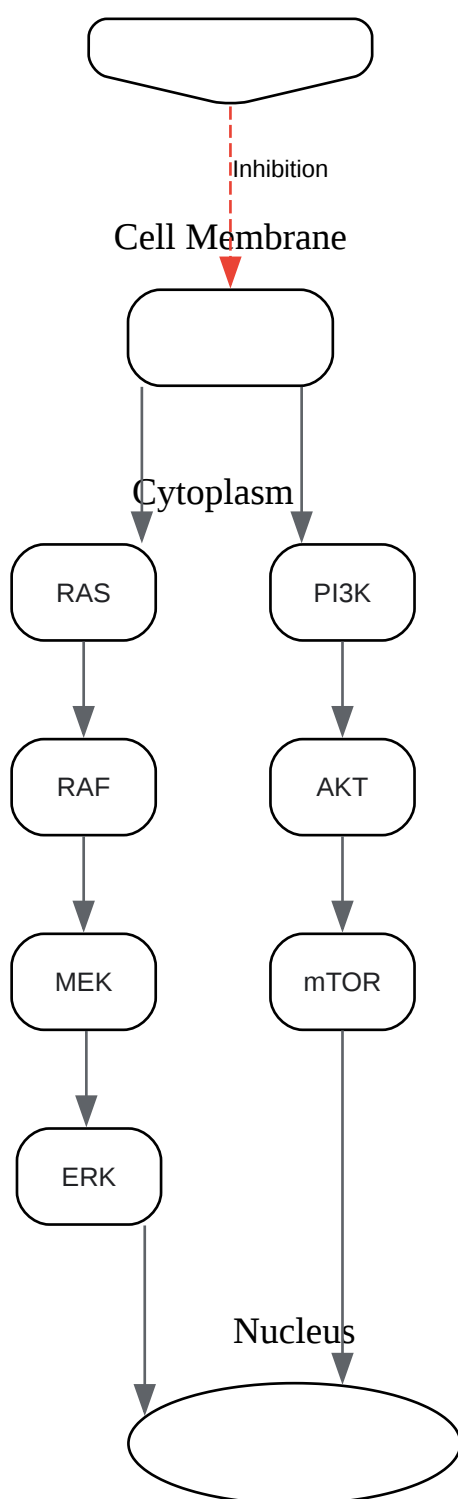 Inhibition
Cell Membrane
Cytoplasm
RAS
PI3K
RAF
AKT
MEK
mTOR
ERK
Nucleus